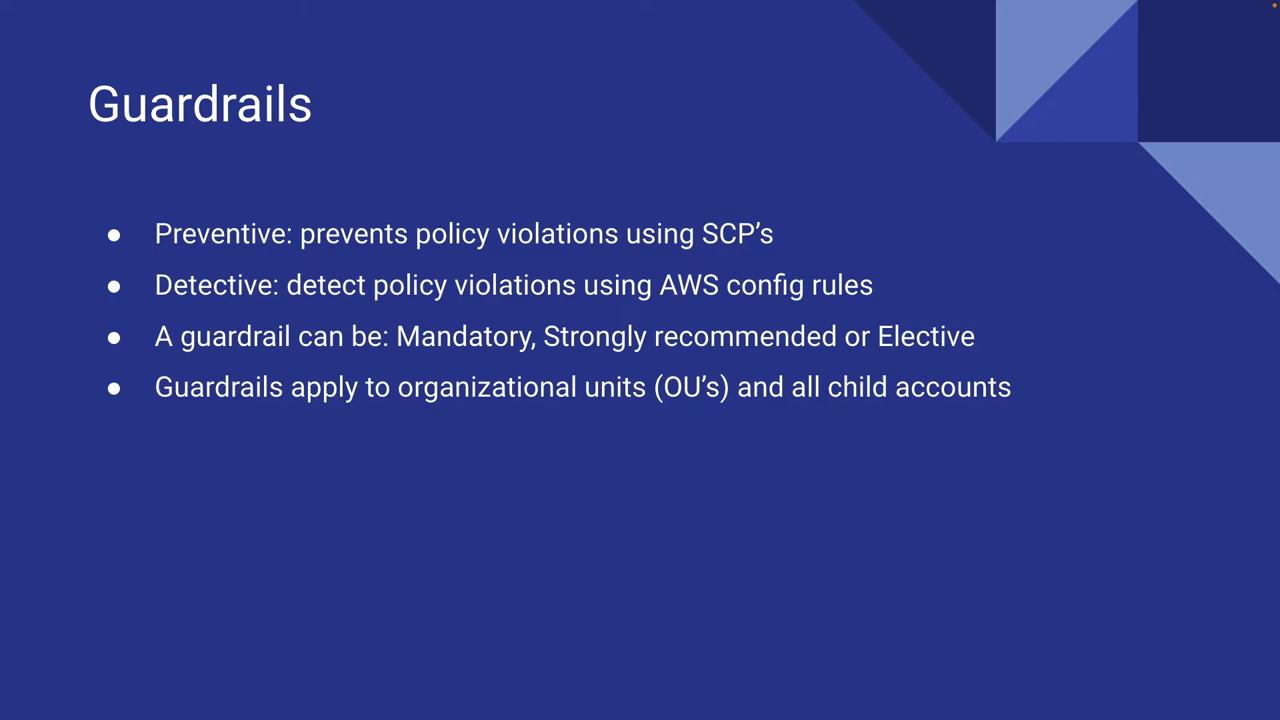 Guardrails
● Preventive: prevents policy violations using SCP’s
● Detective: detect policy violations using AWS config rules
● A guardrail can be: Mandatory, Strongly recommended or Elective
● Guardrails apply to organizational units (OU’s) and all child accounts